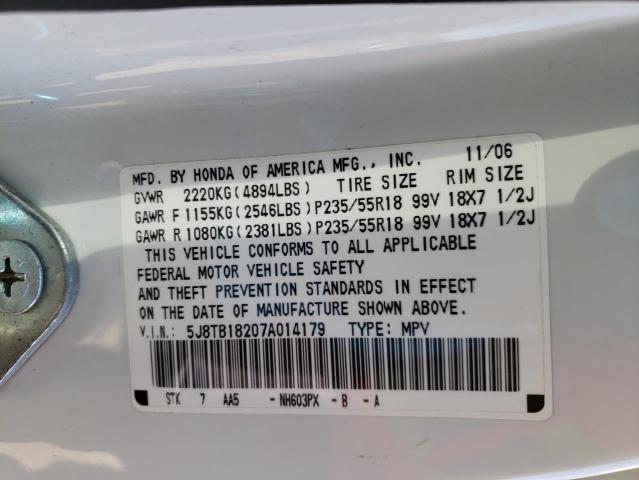 MFD. BY HONDA OF AMERICA MFG., INC. 11/06
GVWR 2220KG(4894LBS) TIRE SIZE RIM SIZE
GAWR F1155KG(2546LBS)P235/55R18 99V 18X7 1/2J
GAWR R1080KG(2381LBS)P235/55R18 99V 18X7 1/2J
THIS VEHICLE CONFORMS TO ALL APPLICABLE
FEDERAL MOTOR VEHICLE SAFETY
AND THEFT PREVENTION STANDARDS IN EFFECT
ON THE DATE OF MANUFACTURE SHOWN ABOVE.
V.I.N.: 5J8TB18207A014179 TYPE: MPV
STK 7 AA5 -NH603PX -B -A